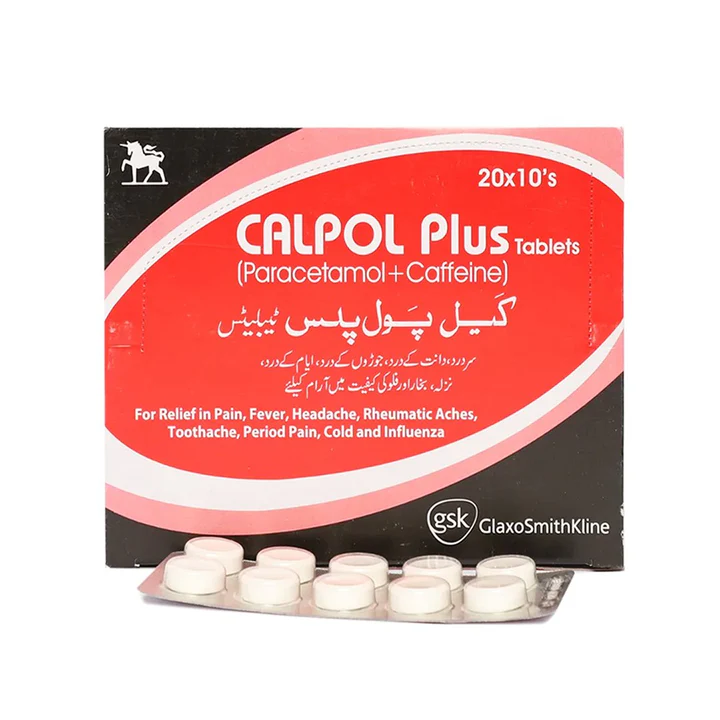 20x10's
CALPOL Plus Tablets
(Paracetamol+Caffeine)
کیل پول پلس ٹیبلیٹس
سر درد، دانت کے درد، جوڑوں کے درد، ایام کے درد،
نزلہ، بخار اور فلو کی کیفیت میں آرام کیلئے
For Relief in Pain, Fever, Headache, Rheumatic Aches,
Toothache, Period Pain, Cold and Influenza
gsk GlaxoSmithKline